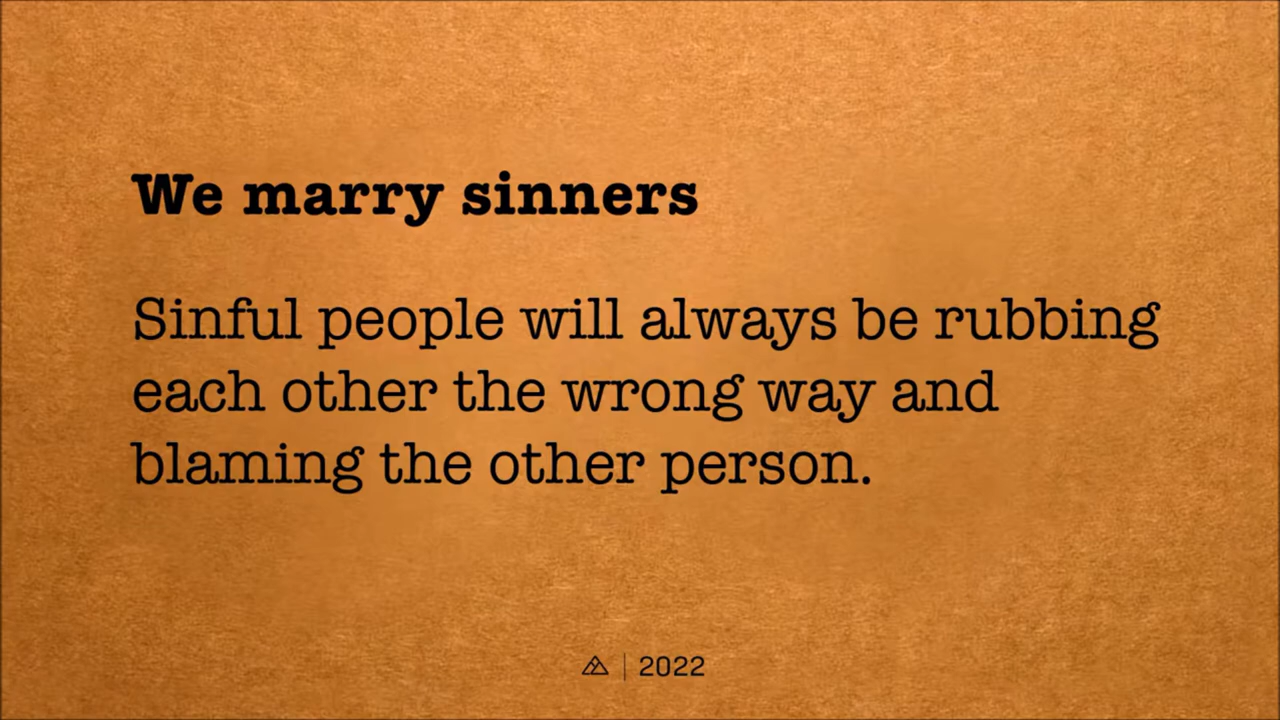 We marry sinners
Sinful people will always be rubbing
each other the wrong way and
blaming the other person.
2022